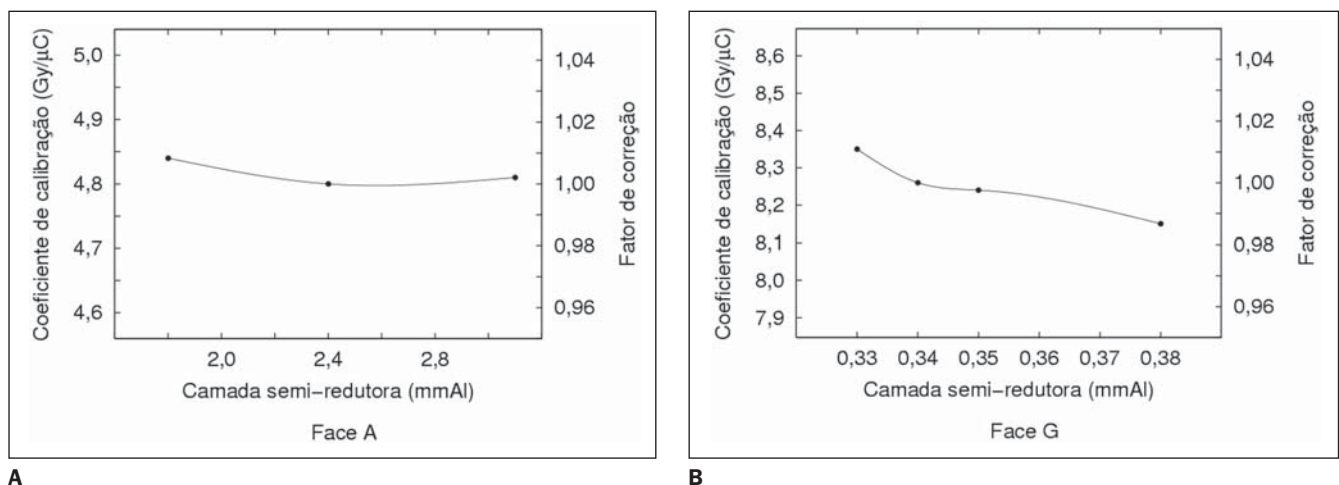 Coeficiente de calibração (Gy/µC)
5,0
4,9
4,8
4,7
4,6
1,04
1,02
1,00
0,98
0,96
Fator de correção
2,0 2,4 2,8
Camada semi-redutora (mmAl)
Face A
A
Coeficiente de calibração (Gy/µC)
8,6
8,5
8,4
8,3
8,2
8,1
8,0
7,9
1,04
1,02
1,00
0,98
0,96
Fator de correção
0,33 0,34 0,35 0,36 0,37 0,38
Camada semi-redutora (mmAl)
Face G
B